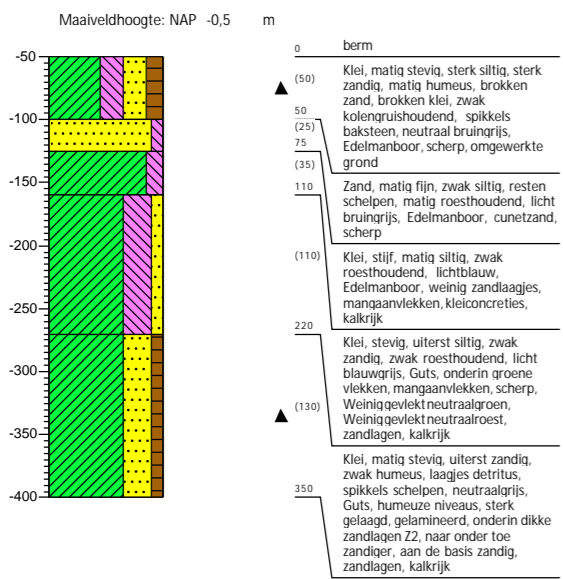 Maaiveldhoogte: NAP -0,5 m
-50
-100
-150
-200
-250
-300
-350
-400
0
(50)
50
(25)
75
(35)
110
(110)
220
(130)
350
berm
Klei, matig stevig, sterk siltig, sterk
zandig, matig humeus, brokken
zand, brokken klei, zwak
kolengruishoudend, spikkels
baksteen, neutraal bruingrijs,
Edelmanboor, scherp, omgewerkte
grond
Zand, matig fijn, zwak siltig, resten
schelpen, matig roesthoudend, licht
bruingrijs, Edelmanboor, cunetzand,
scherp
Klei, stijf, matig siltig, zwak
roesthoudend, lichtblauw,
Edelmanboor, weinig zandlaagjes,
mangaanvlekken, kleiconcreties,
kalkrijk
Klei, stevig, uiterst siltig, zwak
zandig, zwak roesthoudend, licht
blauwgrijs, Guts, onderin groene
vlekken, mangaanvlekken, scherp,
Weinig gevlekt neutraalgroen,
Weinig gevlekt neutraalroest,
zandlagen, kalkrijk
Klei, matig stevig, uiterst zandig,
zwak humeus, laagjes detritus,
spikkels schelpen, neutraalgrijs,
Guts, humeuze niveaus, sterk
gelaagd, gelamineerd, onderin dikke
zandlagen Z2, naar onder toe
zandiger, aan de basis zandig,
zandlagen, kalkrijk